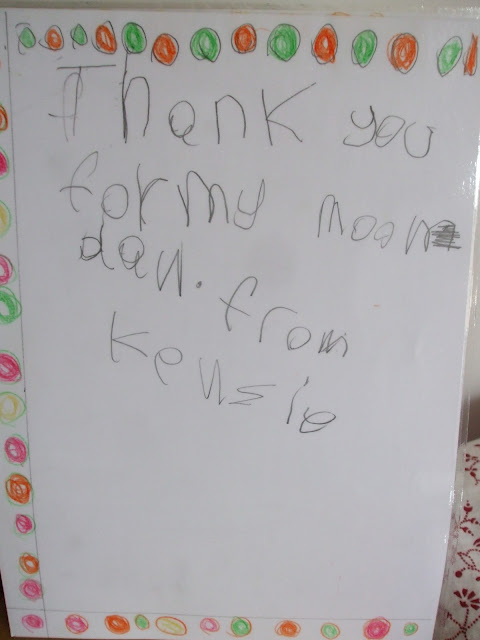 Thank you
for my moon
day. from
Kenzie